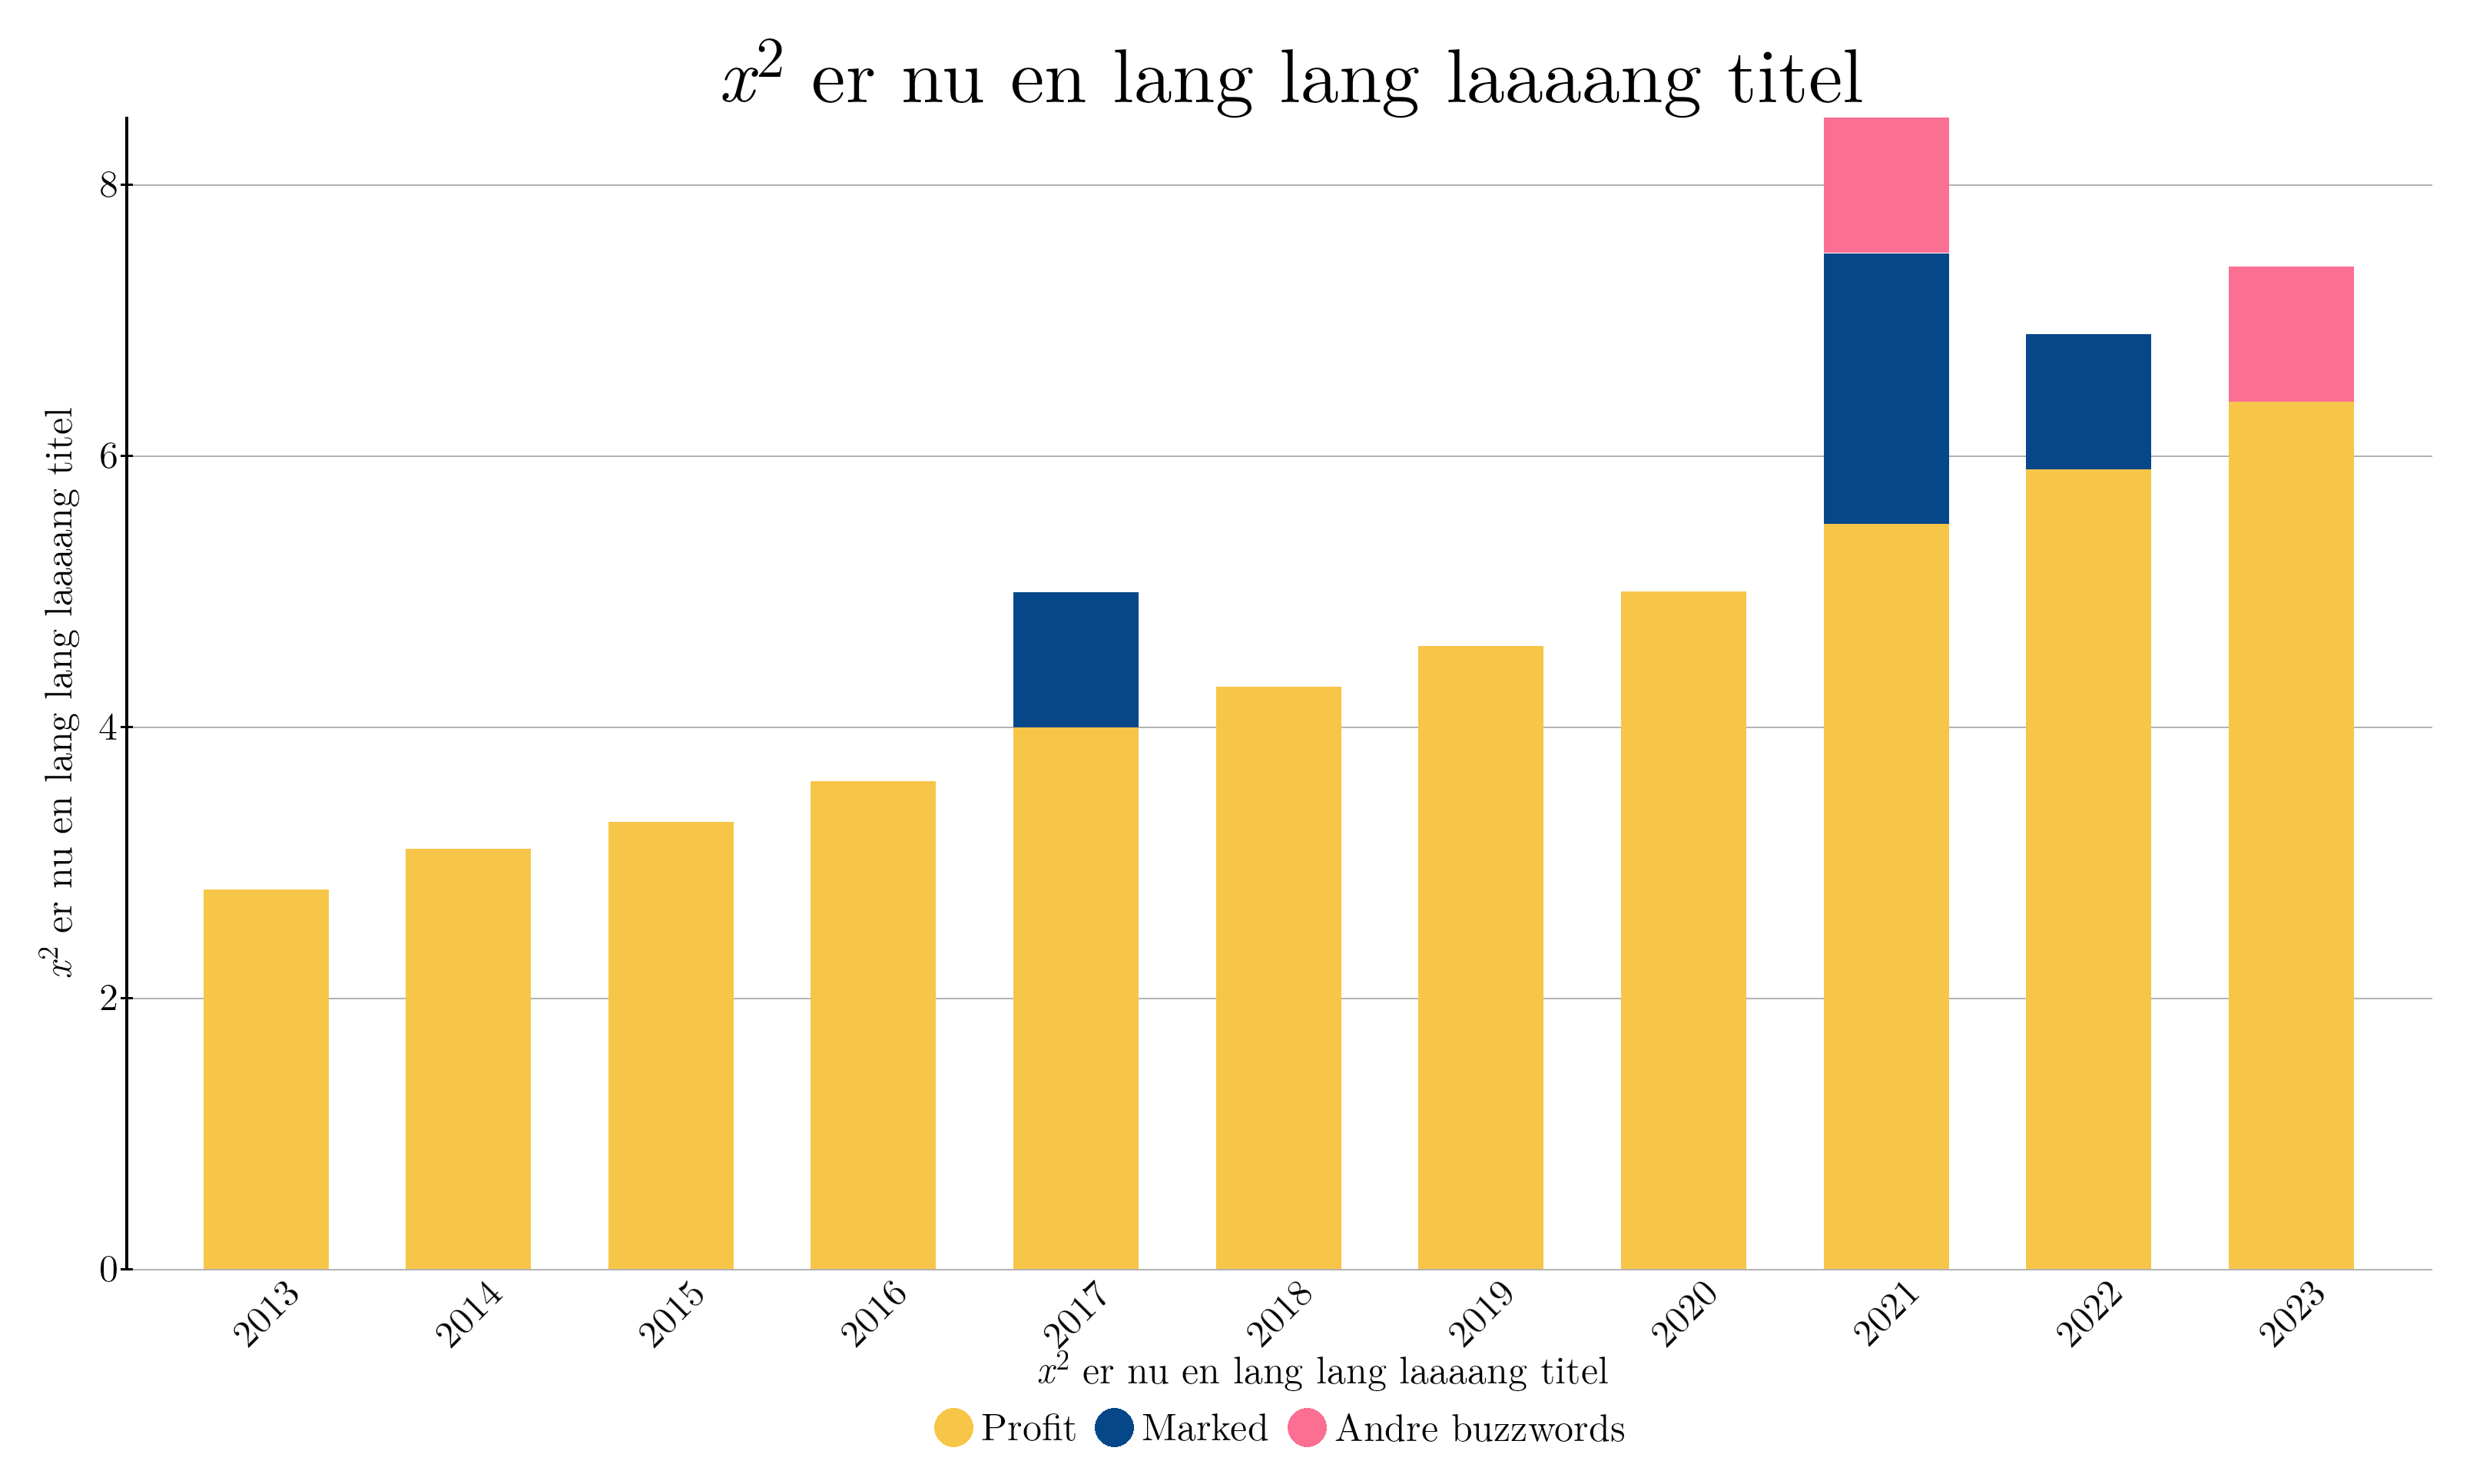 x² er nu en lang lang laaaang titel
x² er nu en lang lang laaaang titel
8
6
4
2
0
2013 2014 2015 2016 2017 2018 2019 2020 2021 2022 2023
x² er nu en lang lang laaaang titel
Profit Marked Andre buzzwords